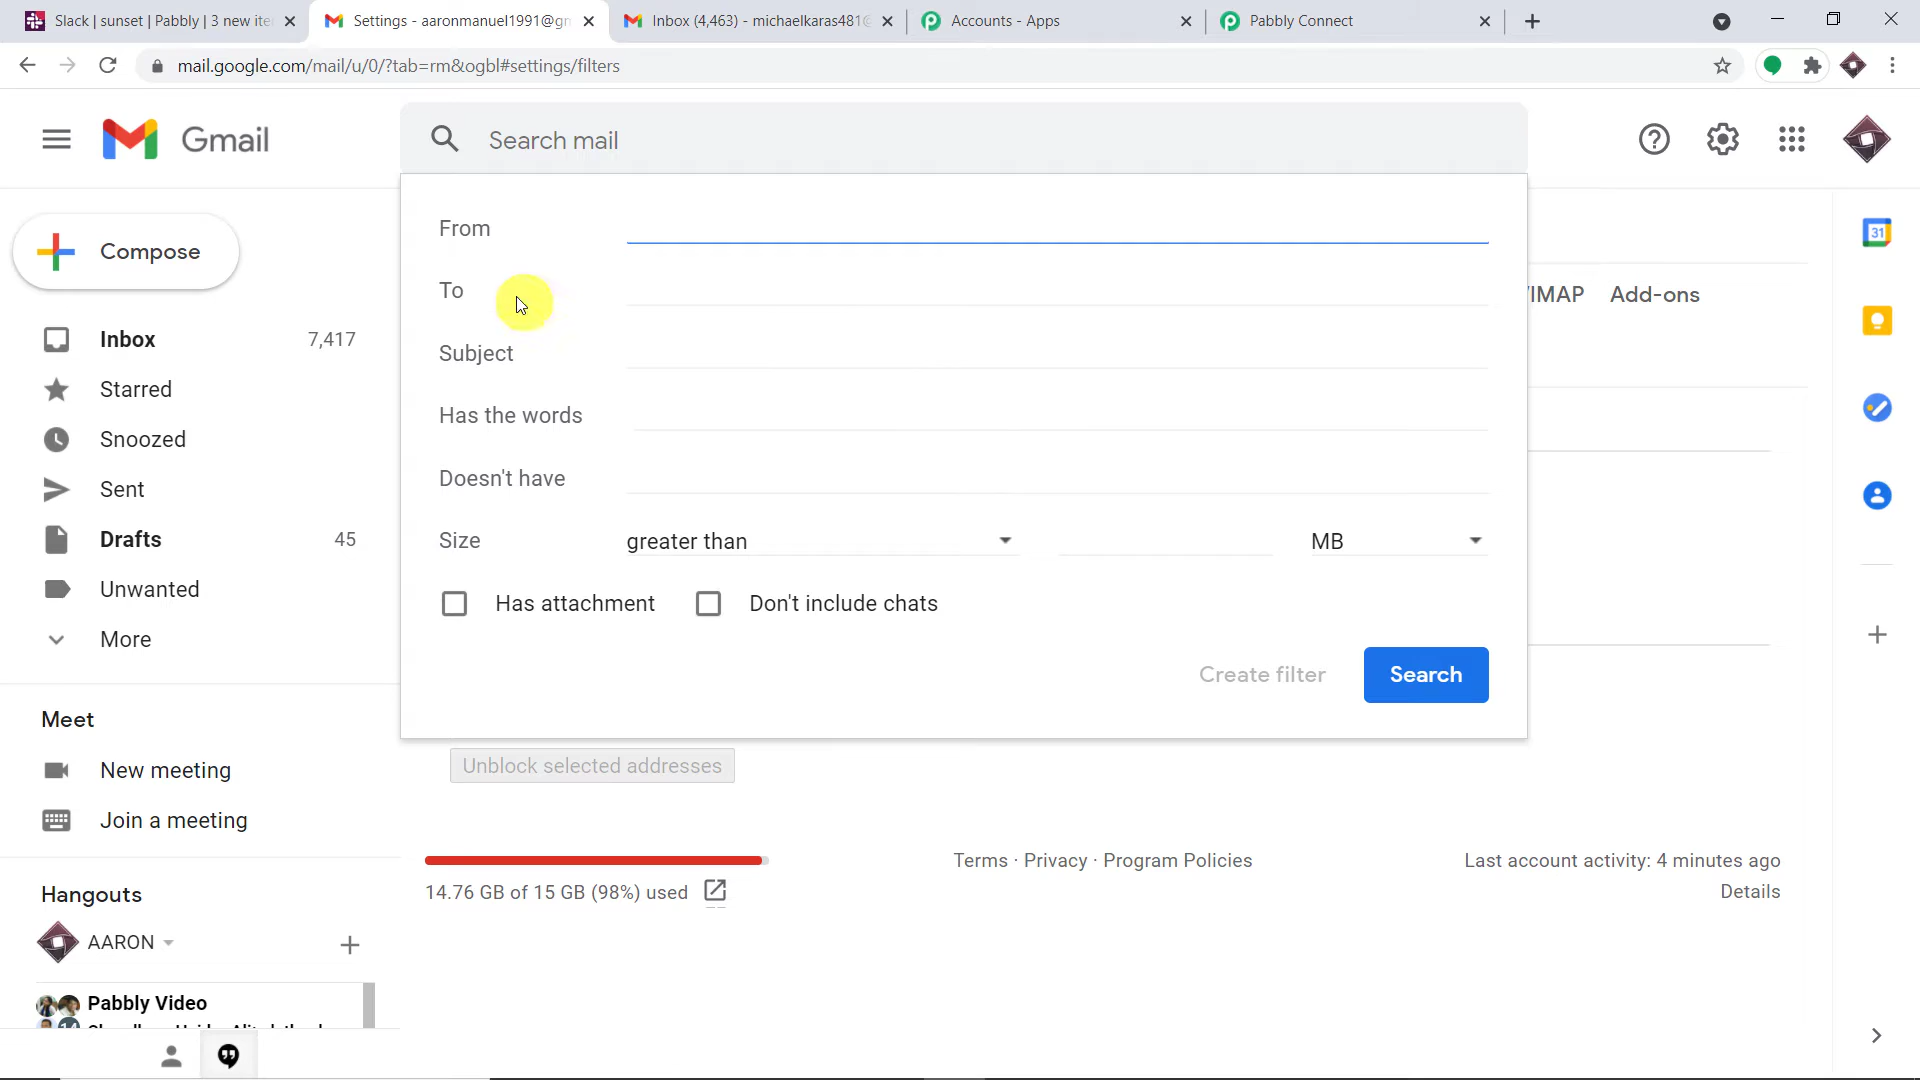 Slack | sunset | Pabbly | 3 new ite
Settings - aaronmanuel1991@gm
Inbox (4,463) - michaelkaras481@
Accounts - Apps
Pabbly Connect
mail.google.com/mail/u/0/?tab=rm&ogbl#settings/filters
Gmail
Search mail
Compose
From
To
Subject
Has the words
Doesn't have
Size greater than MB
Has attachment Don't include chats
Create filter Search
/IMAP Add-ons
31
Inbox 7,417
Starred
Snoozed
Sent
Drafts 45
Unwanted
More
Meet
New meeting
Join a meeting
Unblock selected addresses
14.76 GB of 15 GB (98%) used
Terms · Privacy · Program Policies
Last account activity: 4 minutes ago
Details
Hangouts
AARON
Pabbly Video